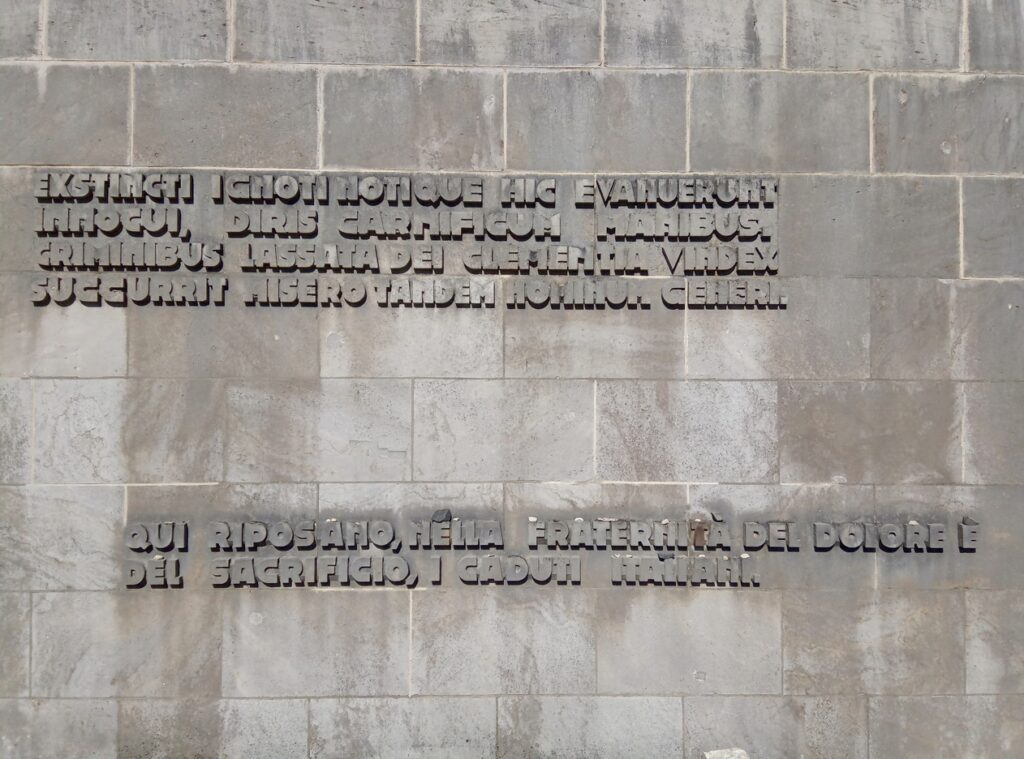 EXSTINCTI IGNOTI NOTIQUE HIC EVANUERUNT
INNOCUI, DIRIS CARNIFICUM MANIBUS.
CRIMINIBUS LASSATA DEI CLEMENTIA VINDEX
SUCCURRIT MISERO TANDEM HOMINUM GENERI.
QUI RIPOSANO, NELLA FRATERNITÀ DEL DOLORE E
DEL SACRIFICIO, I CADUTI ITALIANI.